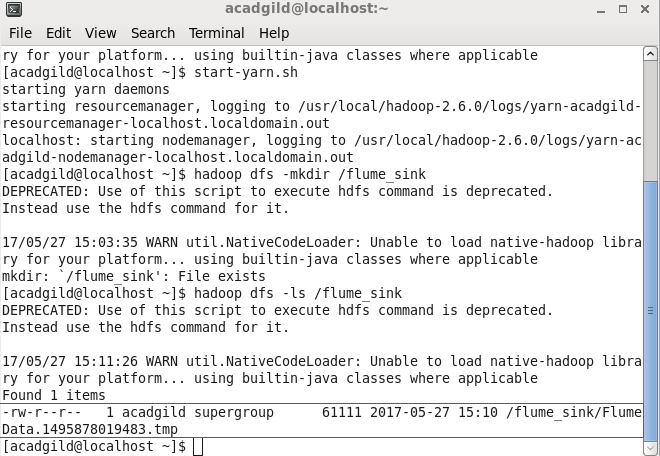 acadgild@localhost:~
File Edit View Search Terminal Help
ry for your platform... using builtin-java classes where applicable
[acadgild@localhost ~]$ start-yarn.sh
starting yarn daemons
starting resourcemanager, logging to /usr/local/hadoop-2.6.0/logs/yarn-acadgild-
resourcemanager-localhost.localdomain.out
localhost: starting nodemanager, logging to /usr/local/hadoop-2.6.0/logs/yarn-ac
adgild-nodemanager-localhost.localdomain.out
[acadgild@localhost ~]$ hadoop dfs -mkdir /flume_sink
DEPRECATED: Use of this script to execute hdfs command is deprecated.
Instead use the hdfs command for it.
17/05/27 15:03:35 WARN util.NativeCodeLoader: Unable to load native-hadoop libra
ry for your platform... using builtin-java classes where applicable
mkdir: `/flume_sink': File exists
[acadgild@localhost ~]$ hadoop dfs -ls /flume_sink
DEPRECATED: Use of this script to execute hdfs command is deprecated.
Instead use the hdfs command for it.
17/05/27 15:11:26 WARN util.NativeCodeLoader: Unable to load native-hadoop libra
ry for your platform... using builtin-java classes where applicable
Found 1 items
-rw-r--r--   1 acadgild supergroup      61111 2017-05-27 15:10 /flume_sink/Flume
Data.1495878019483.tmp
[acadgild@localhost ~]$